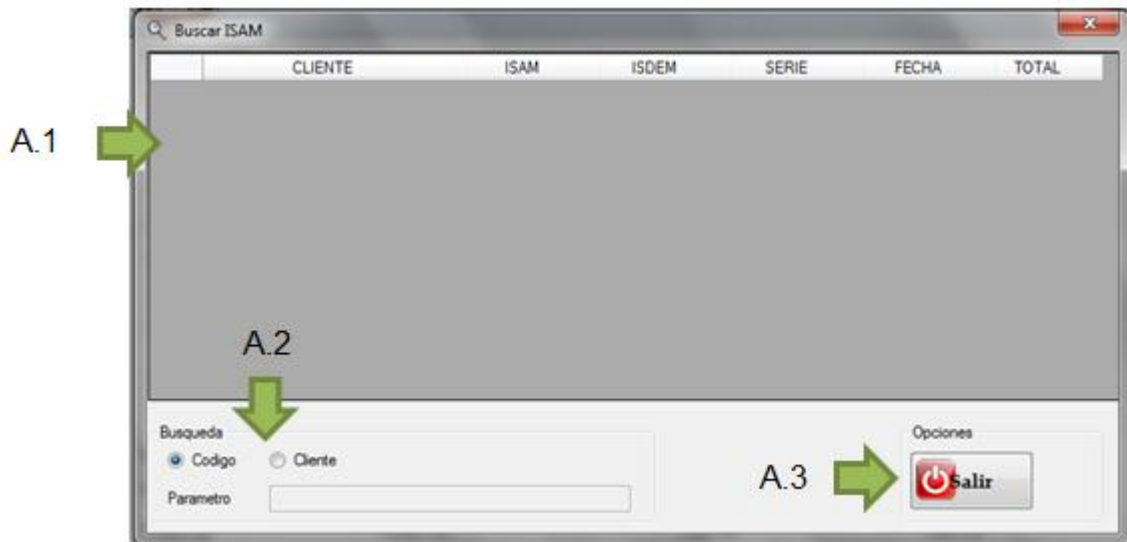 Buscar ISAM
CLIENTE ISAM ISDEM SERIE FECHA TOTAL
A.1
A.2
Busqueda
Codigo Cliente
Parametro
A.3
Opciones
Salir